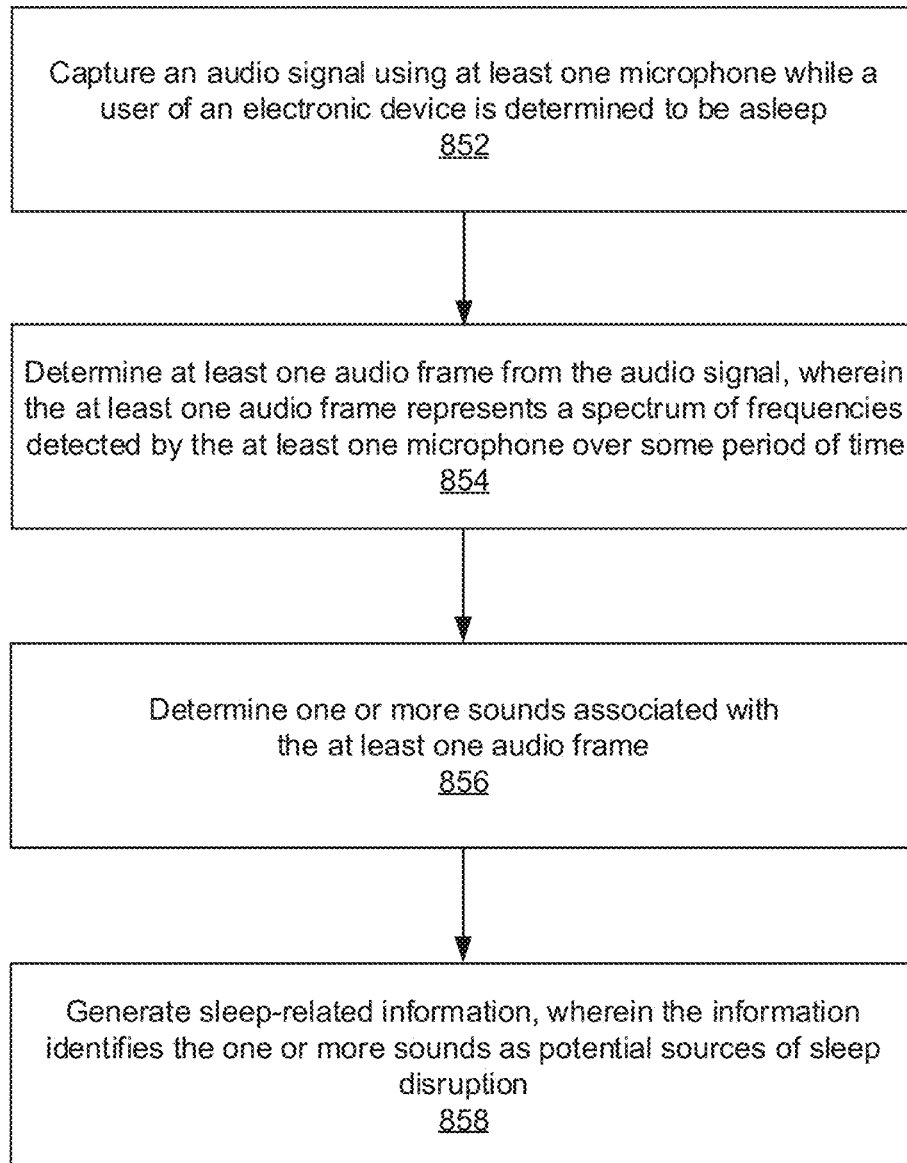 Capture an audio signal using at least one microphone while a
user of an electronic device is determined to be asleep
852
Determine at least one audio frame from the audio signal, wherein
the at least one audio frame represents a spectrum of frequencies
detected by the at least one microphone over some period of time
854
Determine one or more sounds associated with
the at least one audio frame
856
Generate sleep-related information, wherein the information
identifies the one or more sounds as potential sources of sleep
disruption
858